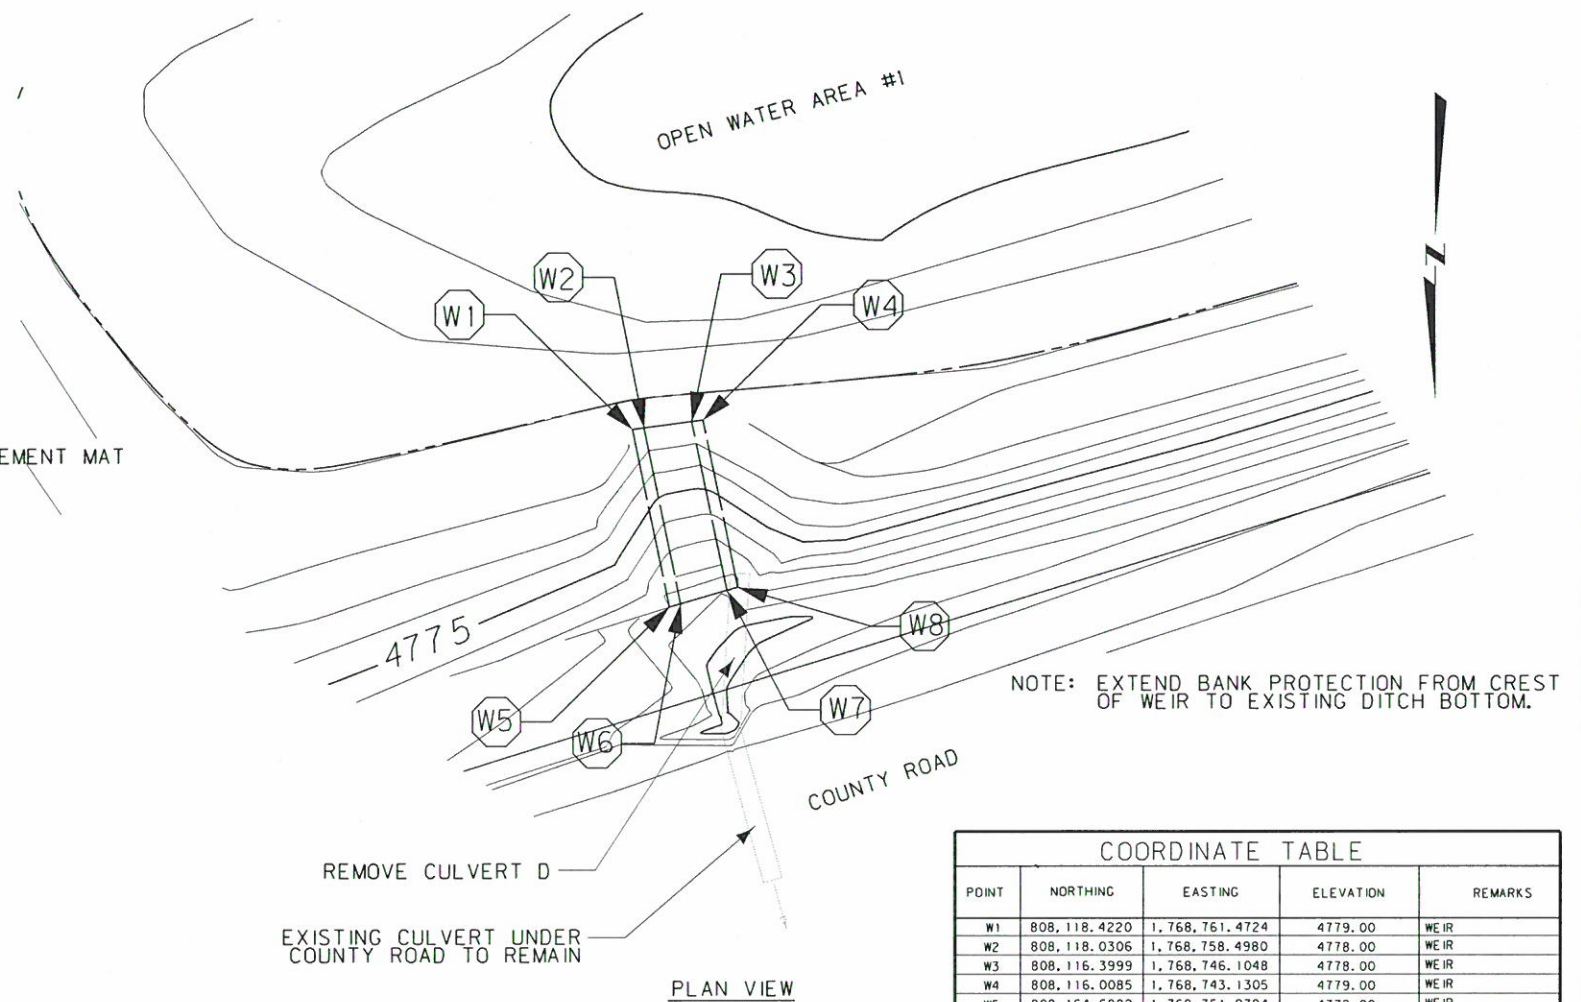 OPEN WATER AREA #1
W2
W3
W1
W4
Z
EMENT MAT
4775
W8
W5
W6
W7
NOTE: EXTEND BANK PROTECTION FROM CREST
OF WEIR TO EXISTING DITCH BOTTOM.
COUNTY ROAD
REMOVE CULVERT D
EXISTING CULVERT UNDER
COUNTY ROAD TO REMAIN
PLAN VIEW
COORDINATE TABLE
POINT NORTHING EASTING ELEVATION REMARKS
W1 808,118.4220 1,768,761.4724 4779.00 WEIR
W2 808,118.0306 1,768,758.4980 4778.00 WEIR
W3 808,116.3999 1,768,746.1048 4778.00 WEIR
W4 808,116.0085 1,768,743.1305 4779.00 WEIR
WEIR